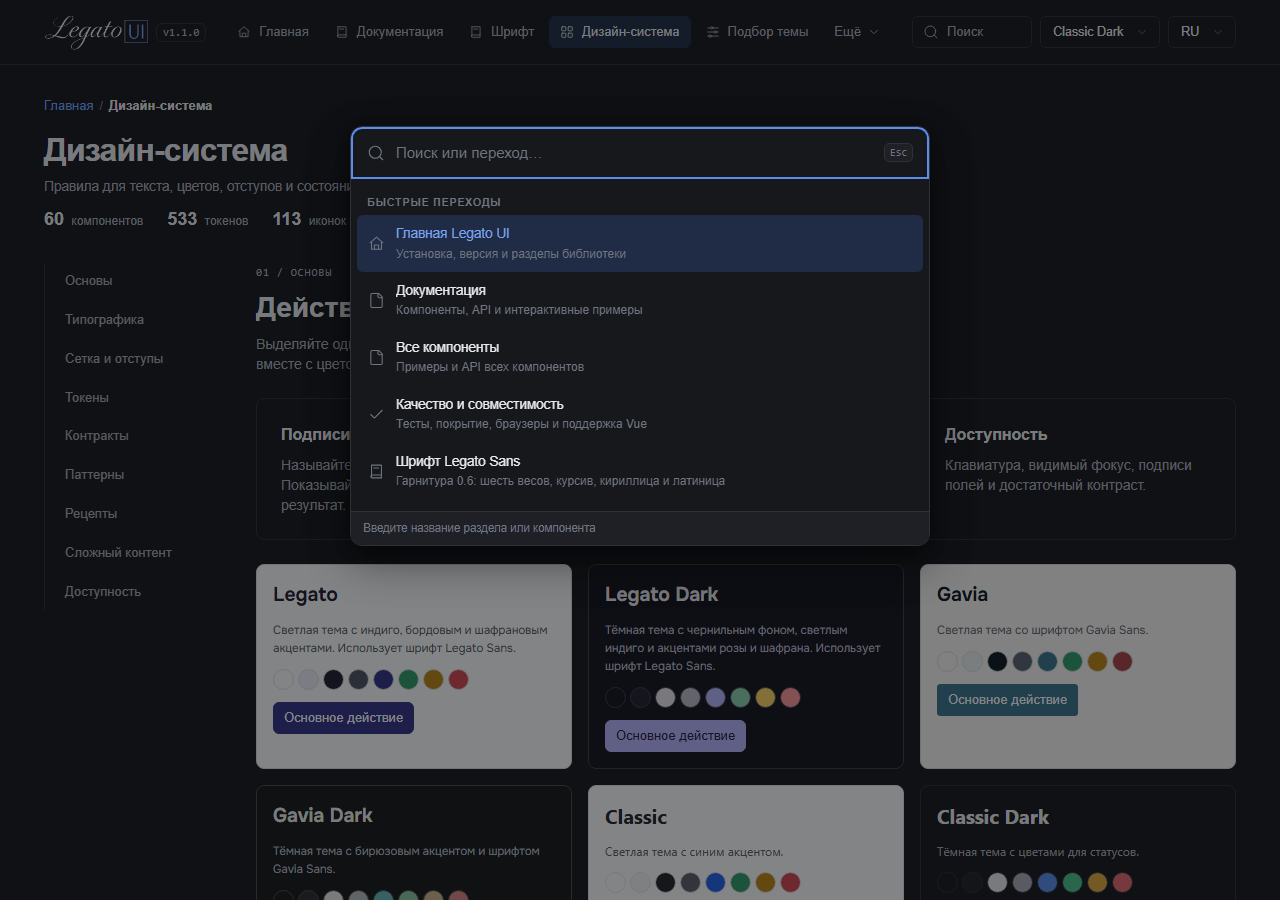 Legato UI v1.1.0 Главная Документация Шрифт Дизайн-система Подбор темы Ещё Поиск Classic Dark RU
Главная / Дизайн-система
Дизайн-система
Правила для текста, цветов, отступов и состояни
60 компонентов 533 токенов 113 иконок
Поиск или переход… Esc
БЫСТРЫЕ ПЕРЕХОДЫ
Главная Legato UI
Установка, версия и разделы библиотеки
Документация
Компоненты, API и интерактивные примеры
Все компоненты
Примеры и API всех компонентов
Качество и совместимость
Тесты, покрытие, браузеры и поддержка Vue
Шрифт Legato Sans
Гарнитура 0.6: шесть весов, курсив, кириллица и латиница
Введите название раздела или компонента
Основы
Типографика
Сетка и отступы
Токены
Контракты
Паттерны
Рецепты
Сложный контент
Доступность
01 / ОСНОВЫ
Дейст
Выделяйте од
вместе с цвето
Подписи
Называйте
Показывай
результат.
Доступность
Клавиатура, видимый фокус, подписи
полей и достаточный контраст.
Legato
Светлая тема с индиго, бордовым и шафрановым
акцентами. Использует шрифт Legato Sans.
Основное действие
Legato Dark
Тёмная тема с чернильным фоном, светлым
индиго и акцентами розы и шафрана. Использует
шрифт Legato Sans.
Основное действие
Gavia
Светлая тема со шрифтом Gavia Sans.
Основное действие
Gavia Dark
Тёмная тема с бирюзовым акцентом и шрифтом
Gavia Sans.
Classic
Светлая тема с синим акцентом.
Classic Dark
Тёмная тема с цветами для статусов.